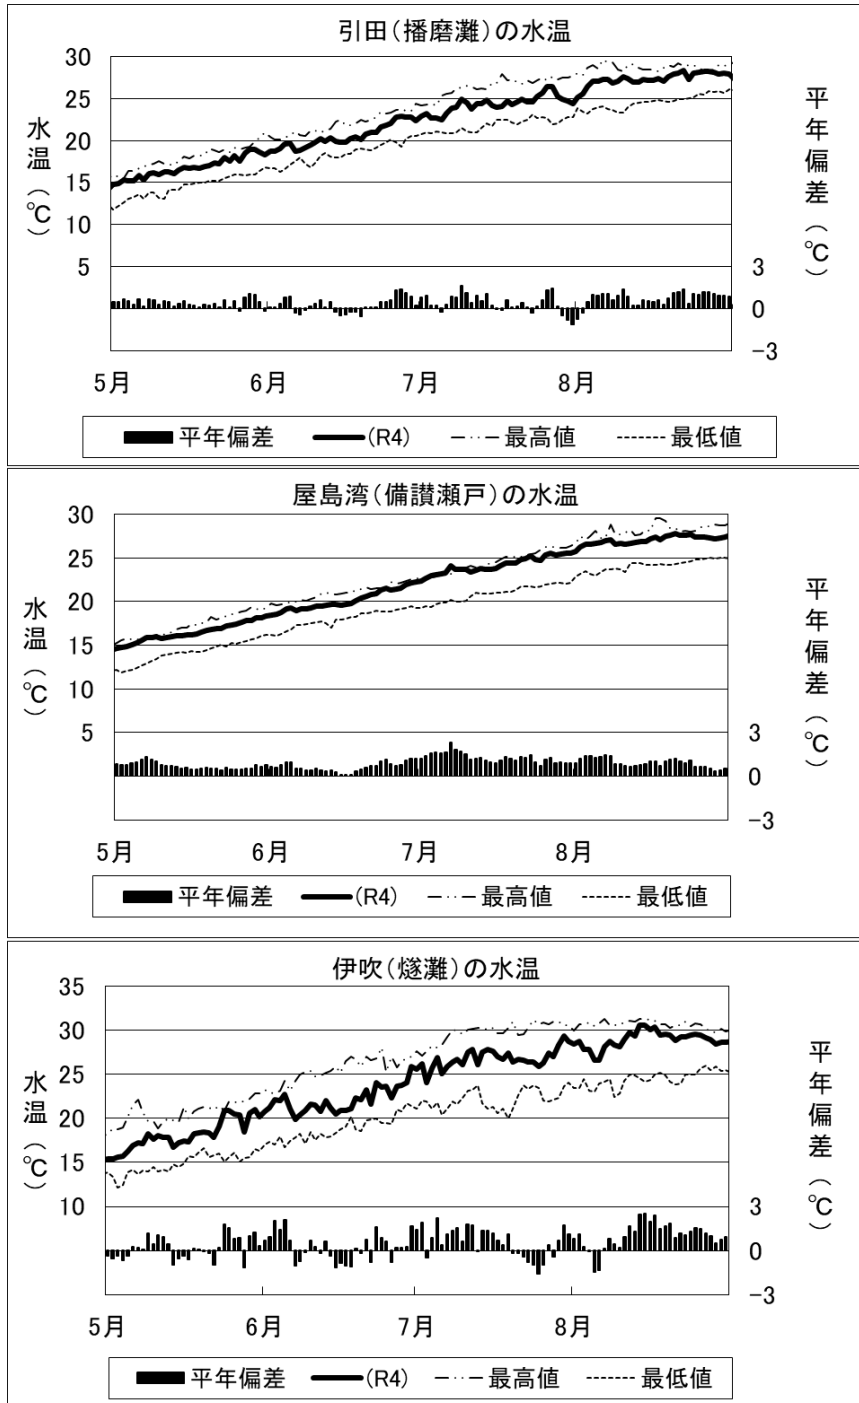 引田(播磨灘)の水温
水温(℃)
30
25
20
15
10
5
平年偏差(℃)
3
0
-3
5月 6月 7月 8月
平年偏差 (R4) 最高値 最低値
屋島湾(備讃瀬戸)の水温
水温(℃)
30
25
20
15
10
5
平年偏差(℃)
3
0
-3
5月 6月 7月 8月
平年偏差 (R4) 最高値 最低値
伊吹(燧灘)の水温
水温(℃)
35
30
25
20
15
10
平年偏差(℃)
3
0
-3
5月 6月 7月 8月
平年偏差 (R4) 最高値 最低値